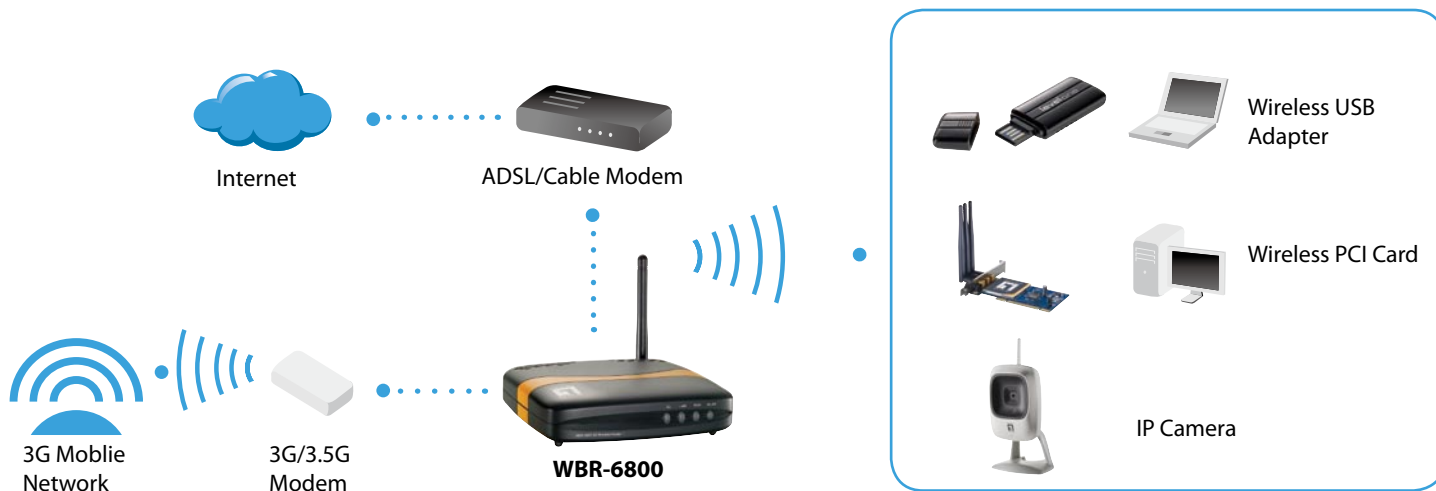 Internet
ADSL/Cable Modem
Wireless USB
Adapter
Wireless PCI Card
IP Camera
3G Moblie
Network
3G/3.5G
Modem
WBR-6800